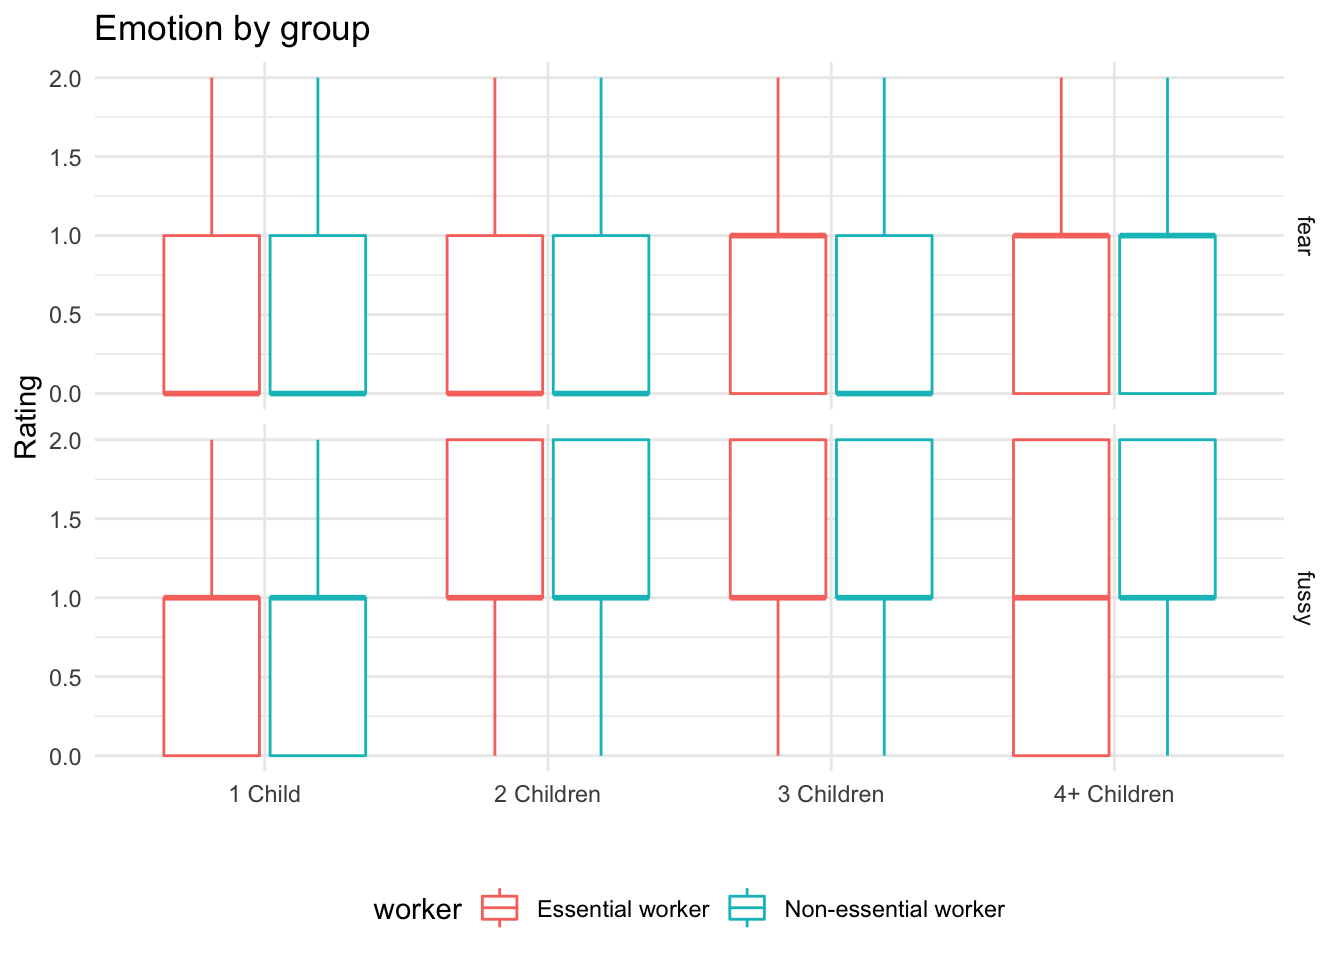 Emotion by group
Rating
2.0
1.5
1.0
0.5
0.0
fear
2.0
1.5
1.0
0.5
0.0
fussy
1 Child 2 Children 3 Children 4+ Children
worker Essential worker Non-essential worker